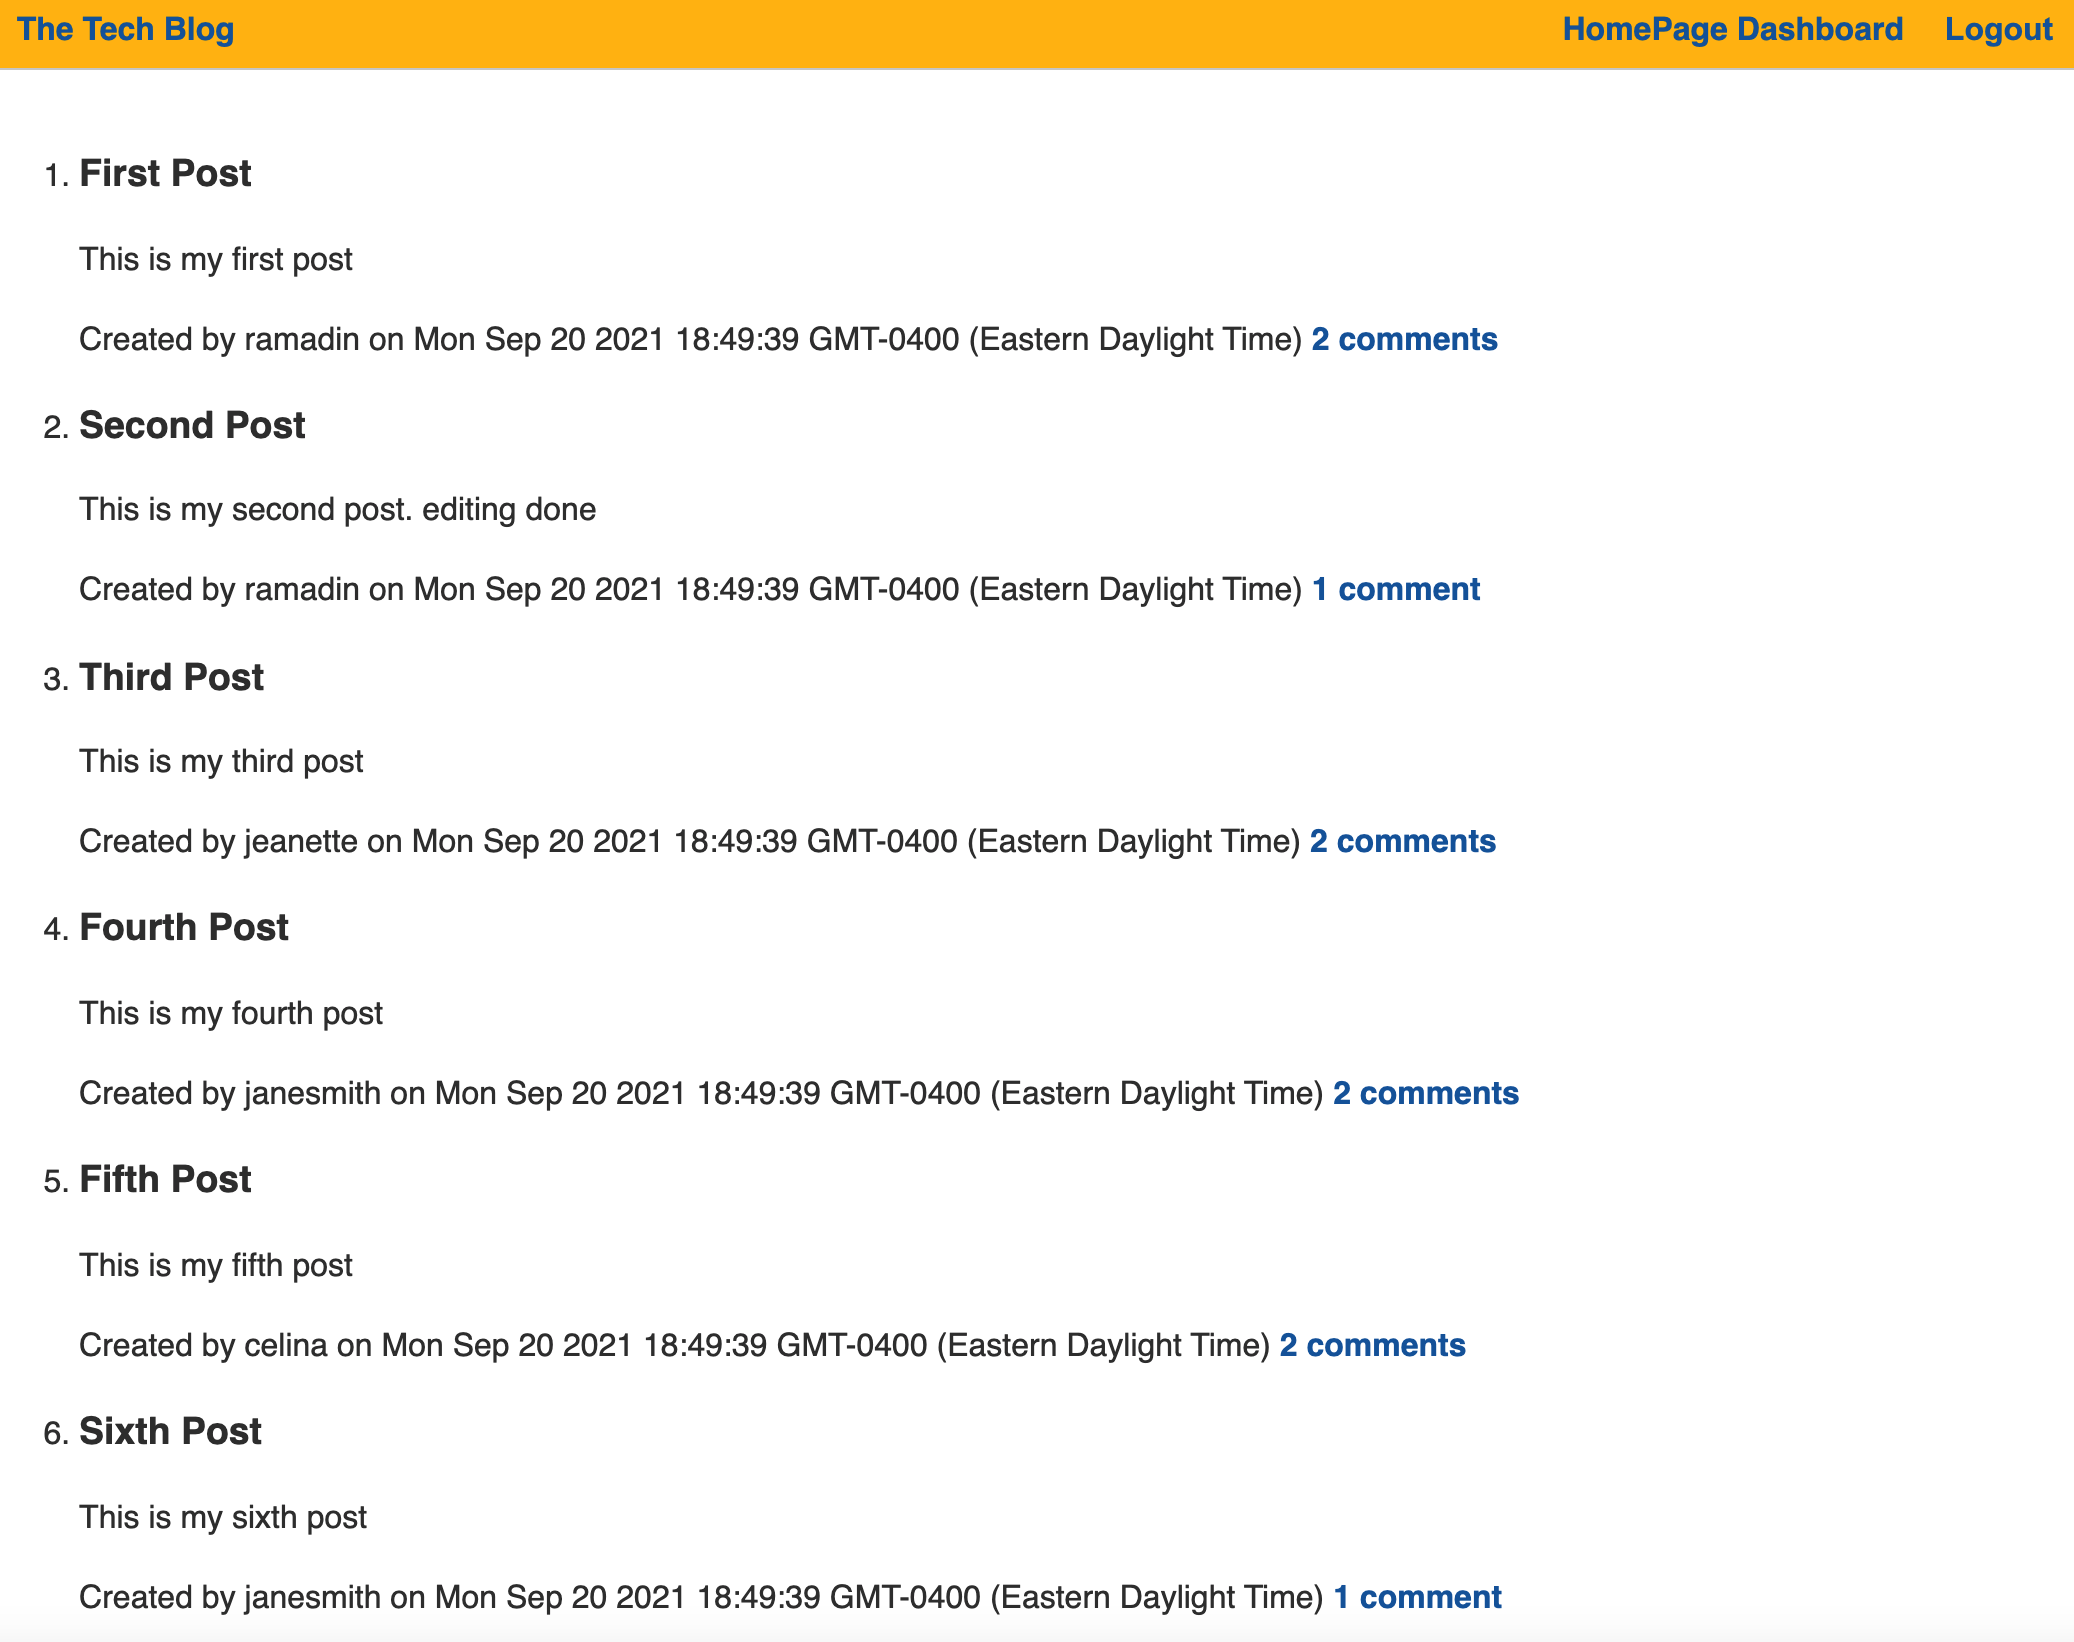 The Tech Blog HomePage Dashboard Logout
1. First Post
This is my first post
Created by ramadin on Mon Sep 20 2021 18:49:39 GMT-0400 (Eastern Daylight Time) 2 comments
2. Second Post
This is my second post. editing done
Created by ramadin on Mon Sep 20 2021 18:49:39 GMT-0400 (Eastern Daylight Time) 1 comment
3. Third Post
This is my third post
Created by jeanette on Mon Sep 20 2021 18:49:39 GMT-0400 (Eastern Daylight Time) 2 comments
4. Fourth Post
This is my fourth post
Created by janesmith on Mon Sep 20 2021 18:49:39 GMT-0400 (Eastern Daylight Time) 2 comments
5. Fifth Post
This is my fifth post
Created by celina on Mon Sep 20 2021 18:49:39 GMT-0400 (Eastern Daylight Time) 2 comments
6. Sixth Post
This is my sixth post
Created by janesmith on Mon Sep 20 2021 18:49:39 GMT-0400 (Eastern Daylight Time) 1 comment